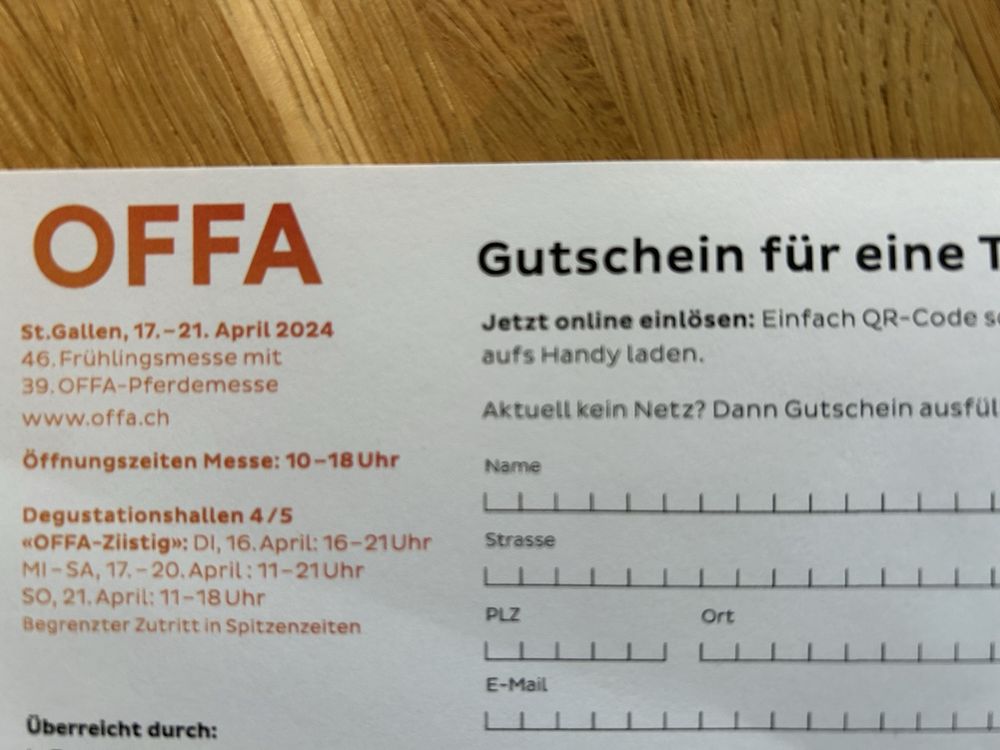 OFFA
St.Gallen, 17.–21. April 2024
46. Frühlingsmesse mit
39. OFFA-Pferdemesse
www.offa.ch
Öffnungszeiten Messe: 10–18 Uhr
Degustationshallen 4/5
«OFFA-Ziistig»: DI, 16. April: 16–21 Uhr
MI–SA, 17.–20. April: 11–21 Uhr
SO, 21. April: 11–18 Uhr
Begrenzter Zutritt in Spitzenzeiten
Überreicht durch:
Gutschein für eine
Jetzt online einlösen: Einfach QR-Code
aufs Handy laden.
Aktuell kein Netz? Dann Gutschein
Name
Strasse
PLZ Ort
E-Mail